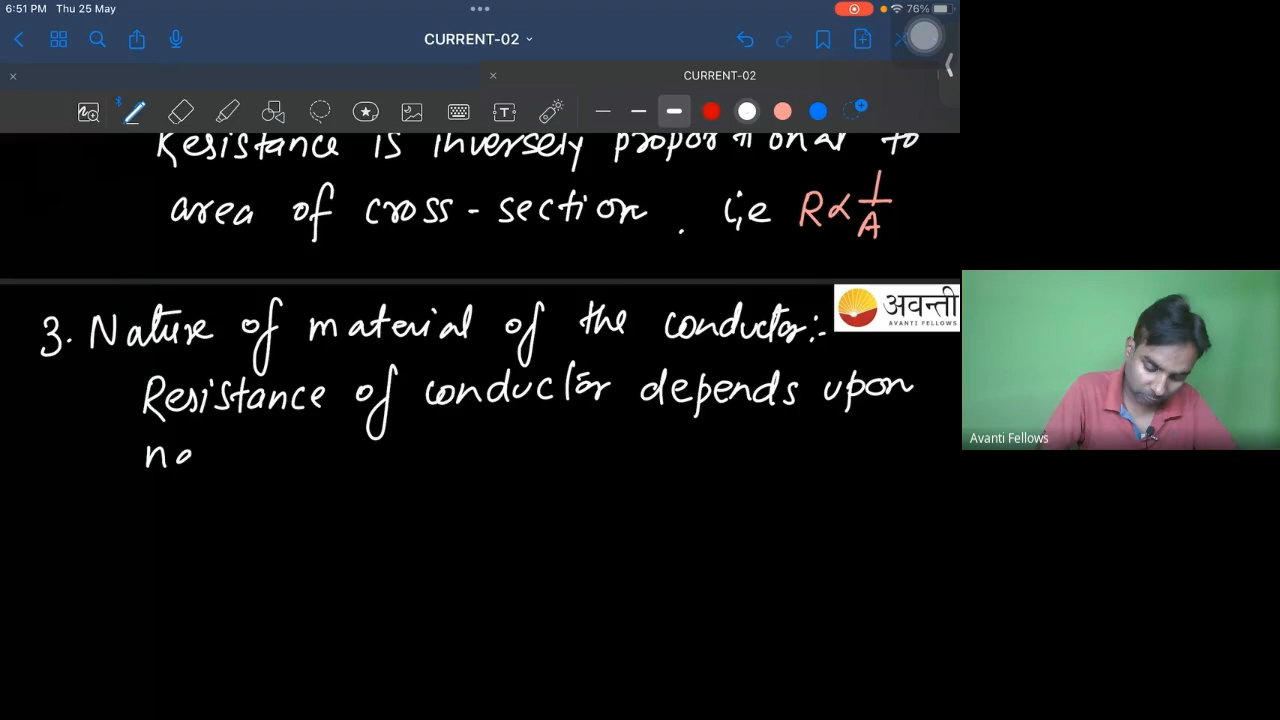 6:51 PM Thu 25 May
76%
CURRENT-02
CURRENT-02
Resistance is inversely proportional to
area of cross-section. i,e R∝1/A
अवन्ती
AVANTI FELLOWS
3. Nature of material of the conductor:-
Resistance of conductor depends upon
na
Avanti Fellows